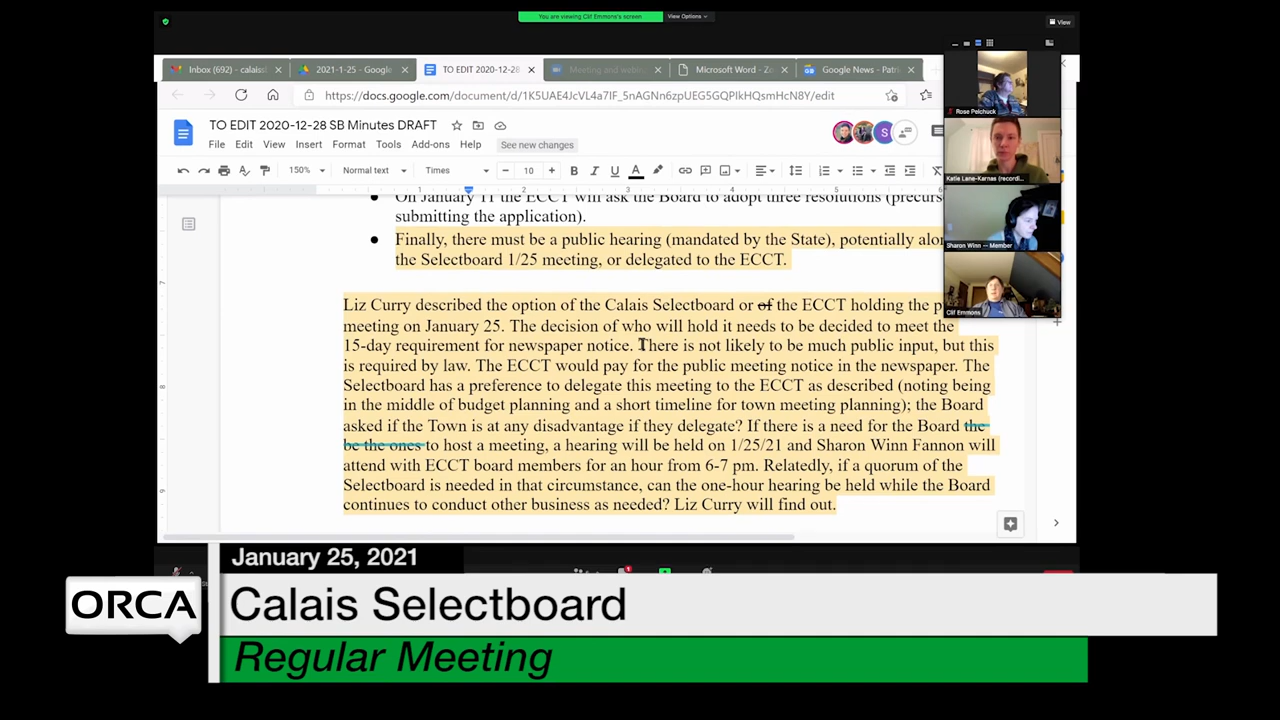 You are viewing Clif Emmons's screen
View Options
View
Inbox (692) - calaiss
2021-1-25 - Google
TO EDIT 2020-12-28
Meeting and web
Microsoft Word - Zo
Google News - Pat
https://docs.google.com/document/d/1K5UAE4JcVL4a7IF_5nAGNn6zpUEG5GQPlkHQsmHcN8Y/edit
TO EDIT 2020-12-28 SB Minutes DRAFT
File Edit View Insert Format Tools Add-ons Help See new changes
S
150% Normal text Times 10 B I U A
1 2 3 4 5
Rose Pelchuck
Katie Lane-Karnas (recordi...
Sharon Winn -- Member
Clif Emmons
On January 11 the ECCT will ask the Board to adopt three resolutions (precurs
submitting the application).
Finally, there must be a public hearing (mandated by the State), potentially alo
the Selectboard 1/25 meeting, or delegated to the ECCT.
Liz Curry described the option of the Calais Selectboard or of the ECCT holding the p
meeting on January 25. The decision of who will hold it needs to be decided to meet the
15-day requirement for newspaper notice. There is not likely to be much public input, but this
is required by law. The ECCT would pay for the public meeting notice in the newspaper. The
Selectboard has a preference to delegate this meeting to the ECCT as described (noting being
in the middle of budget planning and a short timeline for town meeting planning); the Board
asked if the Town is at any disadvantage if they delegate? If there is a need for the Board the
be the ones to host a meeting, a hearing will be held on 1/25/21 and Sharon Winn Fannon will
attend with ECCT board members for an hour from 6-7 pm. Relatedly, if a quorum of the
Selectboard is needed in that circumstance, can the one-hour hearing be held while the Board
continues to conduct other business as needed? Liz Curry will find out.
January 25, 2021
ORCA
Calais Selectboard
Regular Meeting